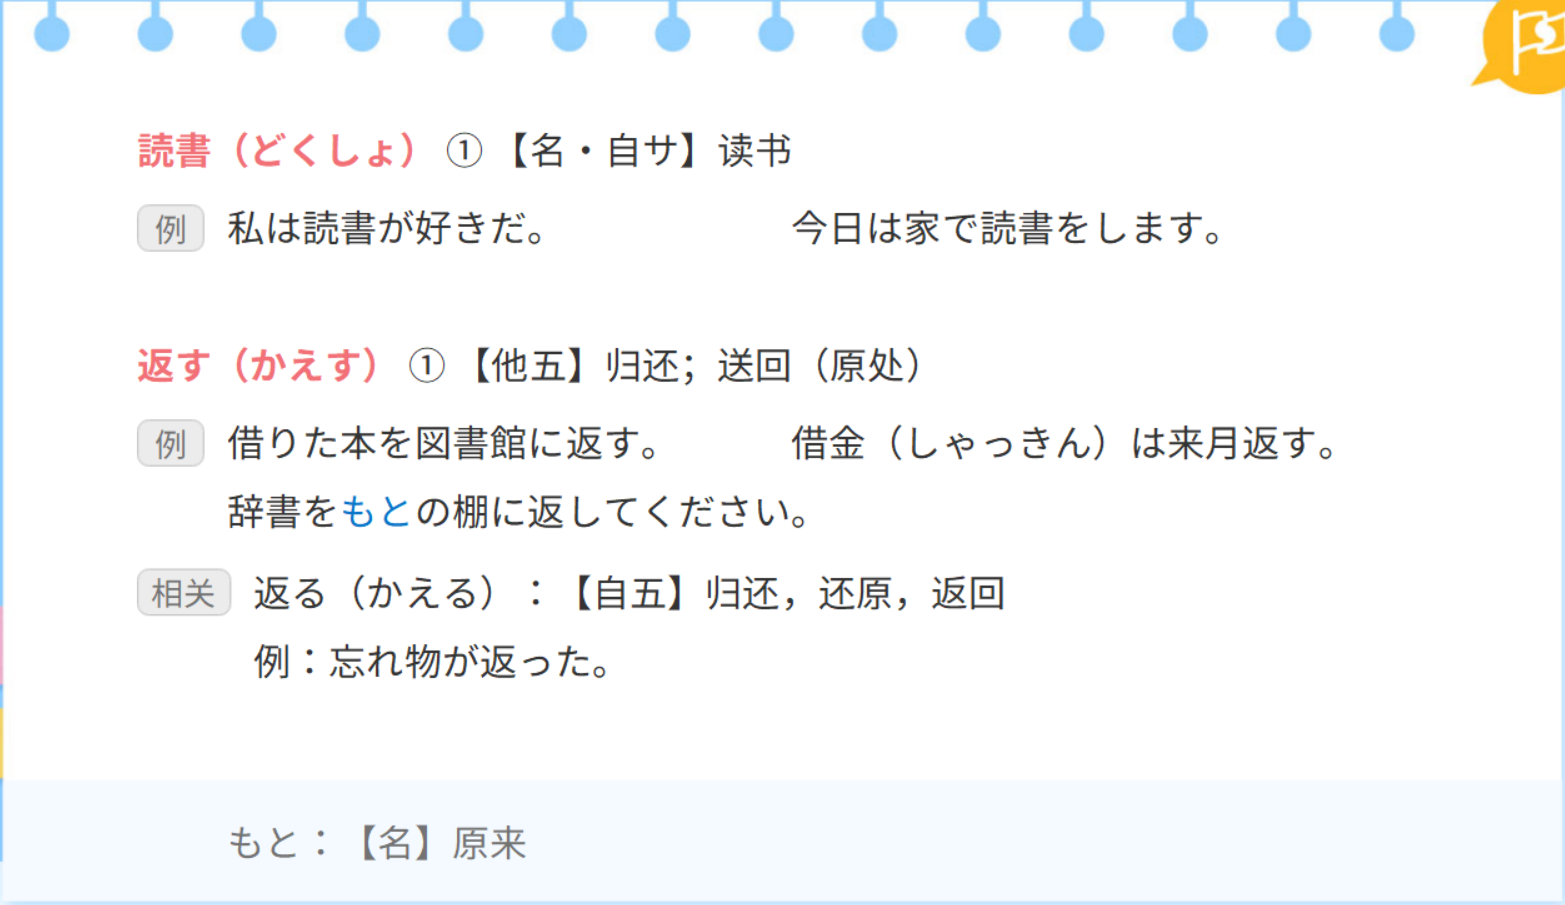 読書（どくしょ）①【名・自サ】读书
例 私は読書が好きだ。 今日は家で読書をします。
返す（かえす）①【他五】归还；送回（原处）
例 借りた本を図書館に返す。 借金（しゃっきん）は来月返す。
辞書をもとの棚に返してください。
相关 返る（かえる）：【自五】归还，还原，返回
例：忘れ物が返った。
もと：【名】原来